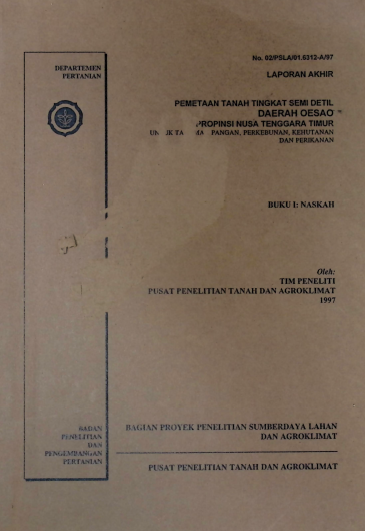 DEPARTEMEN
PERTANIAN
No. 02/PSLA/01.6313-A/97
LAPORAN AKHIR
PEMETAAN TANAH TINGKAT SEMI DETIL
DAERAH OESAO
PROPINSI NUSA TENGGARA TIMUR
PANGAN, PERKEBUNAN, KEHUTANAN
DAN PERIKANAN
BUKU I: NASKAH
Oleh:
TIM PENELITI
PUSAT PENELITIAN TANAH DAN AGROKLIMAT
1997
BADAN
PENELITIAN
DAN
PENGEMBANGAN
PERTANIAN
BAGIAN PROYEK PENELITIAN SUMBERDAYA LAHAN
DAN AGROKLIMAT
PUSAT PENELITIAN TANAH DAN AGROKLIMAT